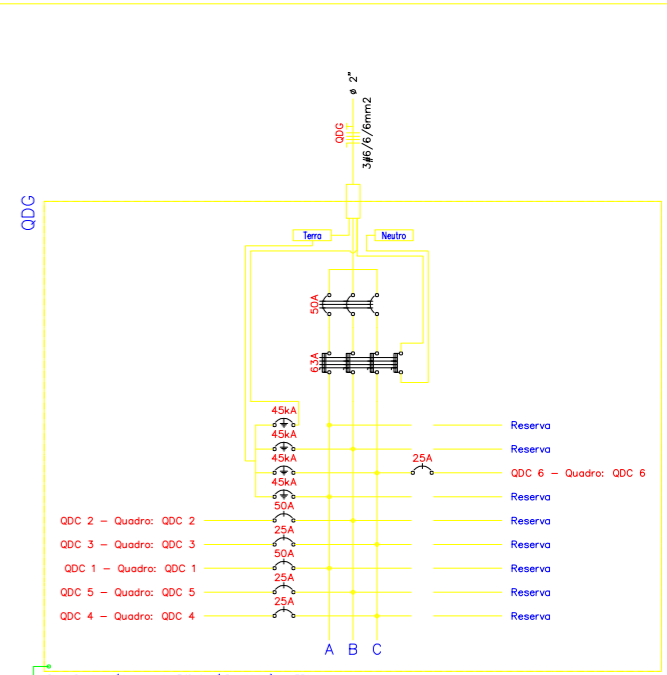 ø 2"
QDG
3#6/6/6mm2
QDG
Terra
Neutro
50A
63A
45kA
Reserva
45kA
Reserva
45kA
25A
QDC 6 - Quadro: QDC 6
45kA
Reserva
50A
QDC 2 - Quadro: QDC 2
Reserva
25A
QDC 3 - Quadro: QDC 3
Reserva
50A
QDC 1 - Quadro: QDC 1
Reserva
25A
QDC 5 - Quadro: QDC 5
Reserva
25A
QDC 4 - Quadro: QDC 4
Reserva
A B C